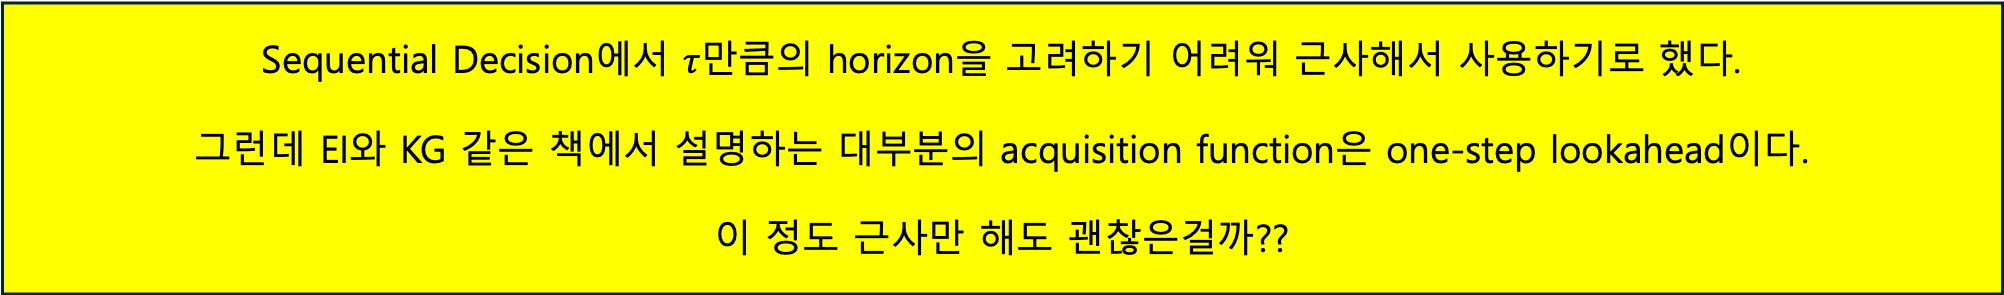 Sequential Decision에서 𝜏만큼의 horizon을 고려하기 어려워 근사해서 사용하기로 했다.
그런데 EI와 KG 같은 책에서 설명하는 대부분의 acquisition function은 one-step lookahead이다.
이 정도 근사만 해도 괜찮은걸까??